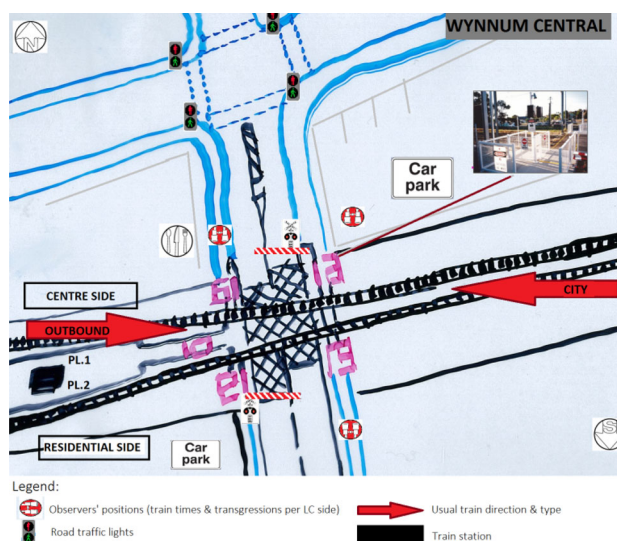 WYNNUM CENTRAL
N
Car
park
CENTRE SIDE
CITY
OUTBOUND
PL.1
PL.2
RESIDENTIAL SIDE
Car
park
S
Legend:
Observers' positions (train times & transgressions per LC side)
Usual train direction & type
Road traffic lights
Train station